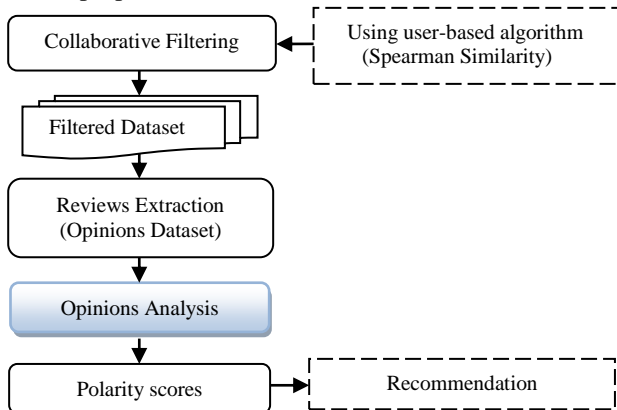 Collaborative Filtering
Using user-based algorithm
(Spearman Similarity)
Filtered Dataset
Reviews Extraction
(Opinions Dataset)
Opinions Analysis
Polarity scores
Recommendation